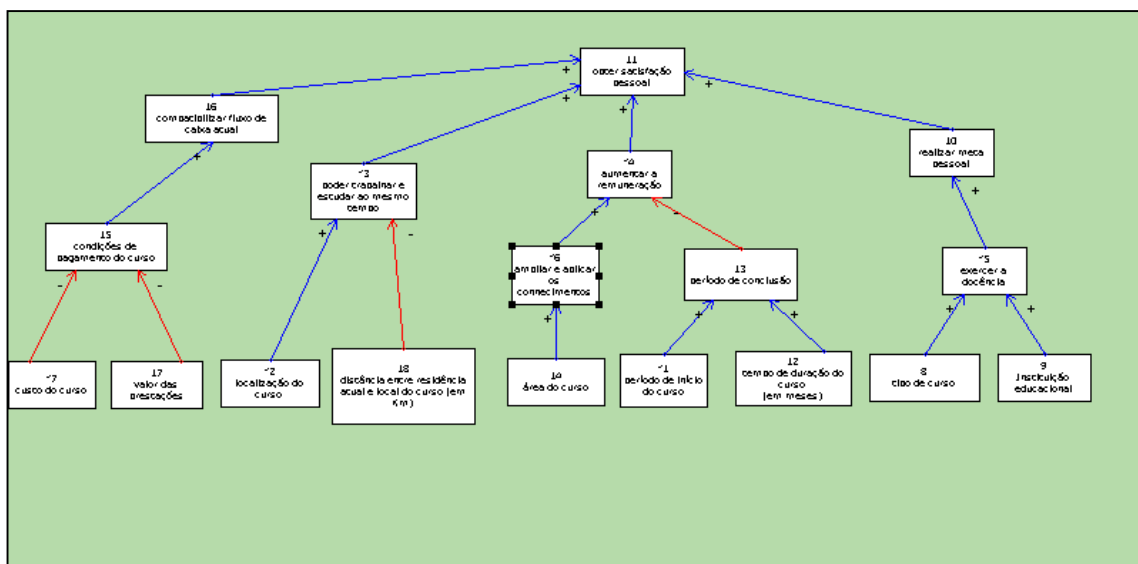 11
obter satisfação
pessoal
16
compatibilizar fluxo de
caixa atual
10
realizar meta
pessoal
*4
aumentar a
remuneração
*3
poder trabalhar e
estudar ao mesmo
tempo
15
condições de
pagamento do curso
*6
ampliar e aplicar
os
conhecimentos
13
período de conclusão
*5
exercer a
docência
*7
custo do curso
17
valor das
prestações
*2
localização do
curso
18
distância entre residência
atual e local do curso (em
Km)
14
área do curso
*1
período de início
do curso
12
tempo de duração do
curso
(em meses)
8
tipo de curso
9
Instituição
educacional